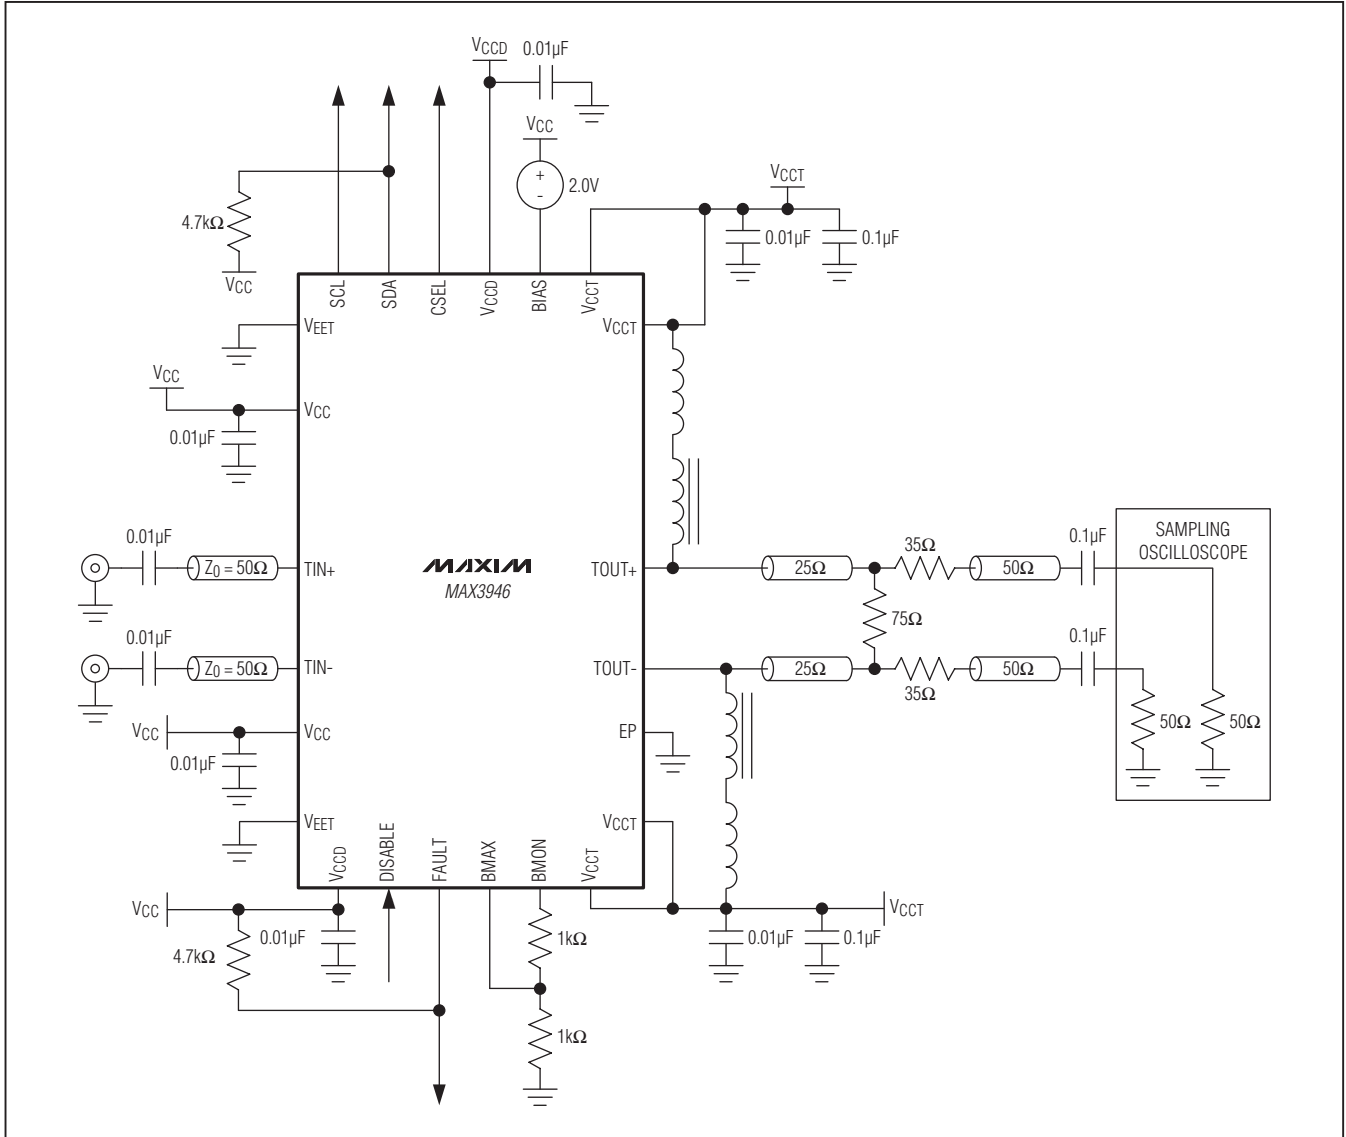 VCCD 0.01µF
VCC
+
-
2.0V
VCCT
0.01µF 0.1µF
4.7kΩ
VCC
SCL SDA CSEL VCCD BIAS VCCT
VEET
VCCT
VCC
VCC
0.01µF
0.01µF
Z0 = 50Ω
TIN+
MAXIM
MAX3946
TOUT+
25Ω
35Ω
50Ω
0.1µF
SAMPLING
OSCILLOSCOPE
75Ω
0.01µF
Z0 = 50Ω
TIN-
TOUT-
25Ω
35Ω
50Ω
0.1µF
50Ω 50Ω
VCC
VCC
0.01µF
EP
VEET
VCCT
VCCD DISABLE FAULT BMAX BMON VCCT
VCC
4.7kΩ
0.01µF
1kΩ
0.01µF 0.1µF
VCCT
1kΩ